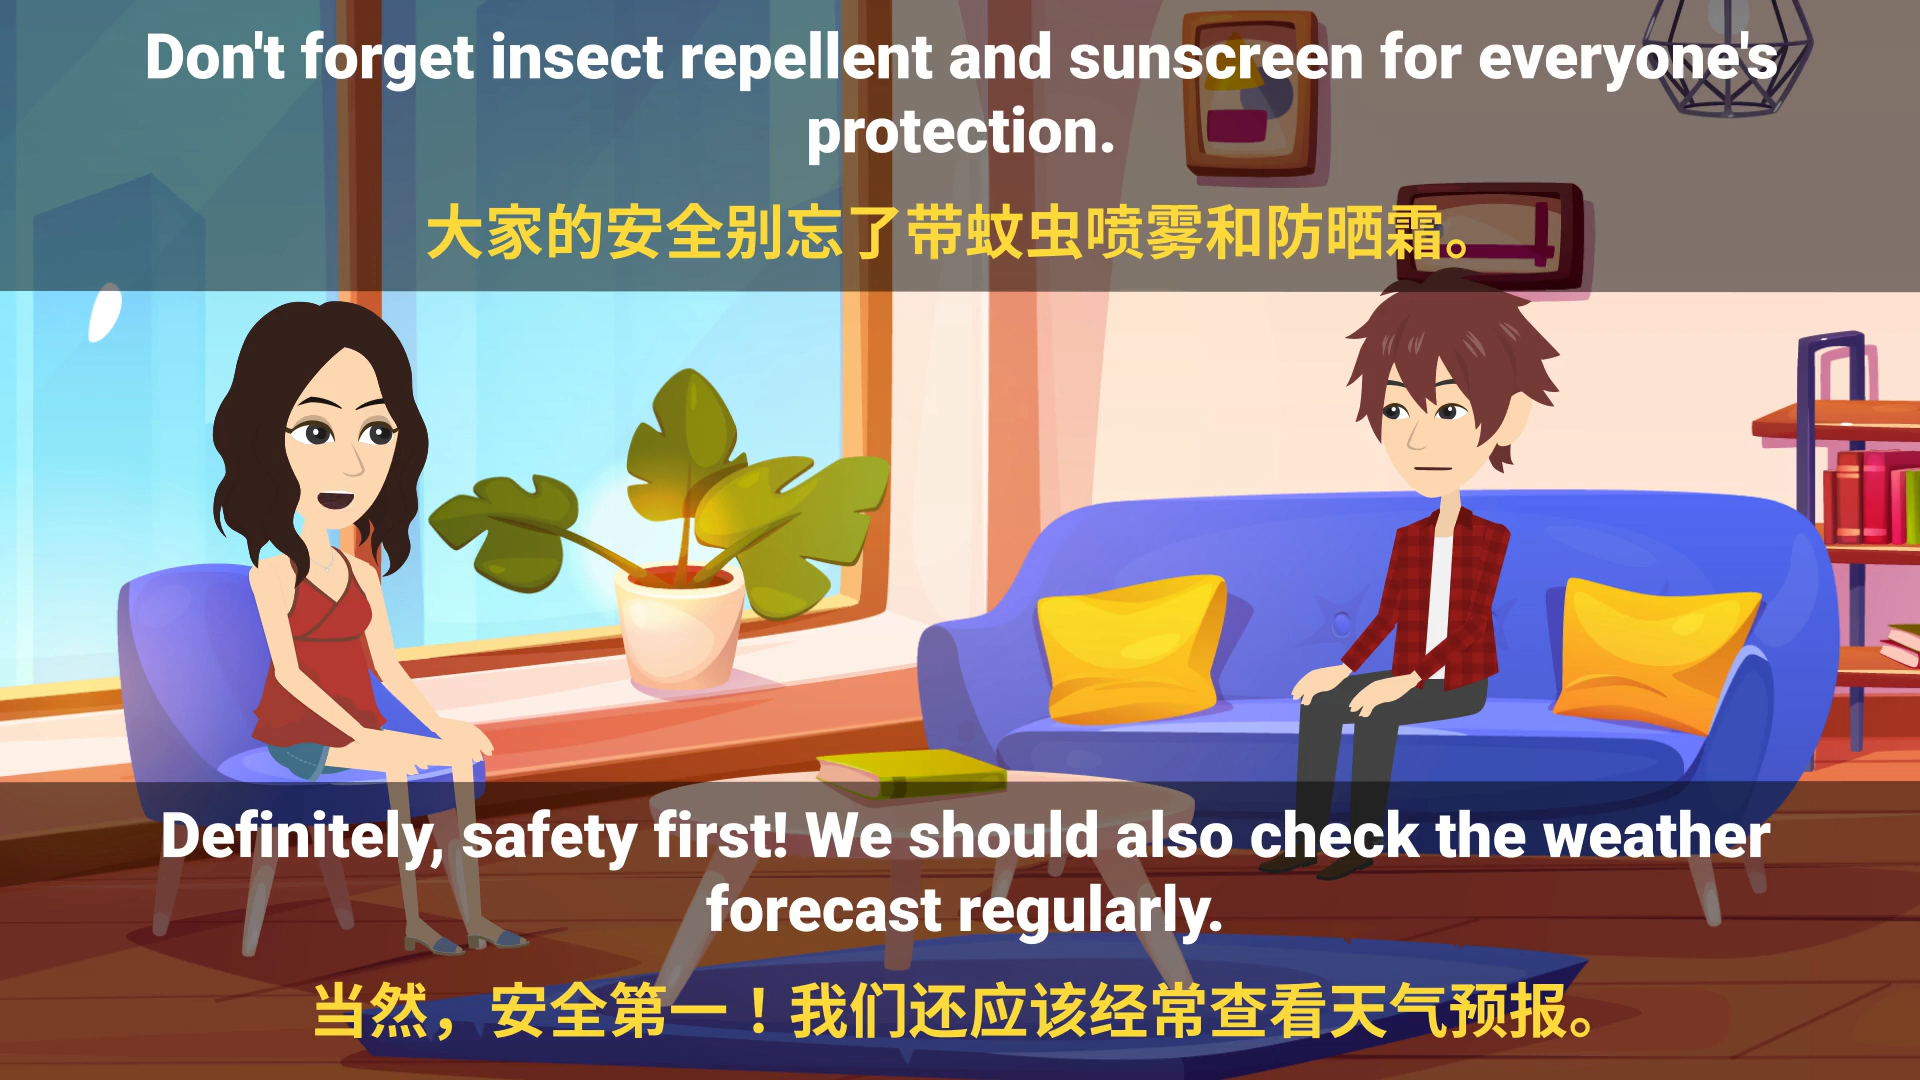 Don't forget insect repellent and sunscreen for everyone's
protection.
大家的安全别忘了带蚊虫喷雾和防晒霜。
Definitely, safety first! We should also check the weather
forecast regularly.
当然，安全第一！我们还应该经常查看天气预报。